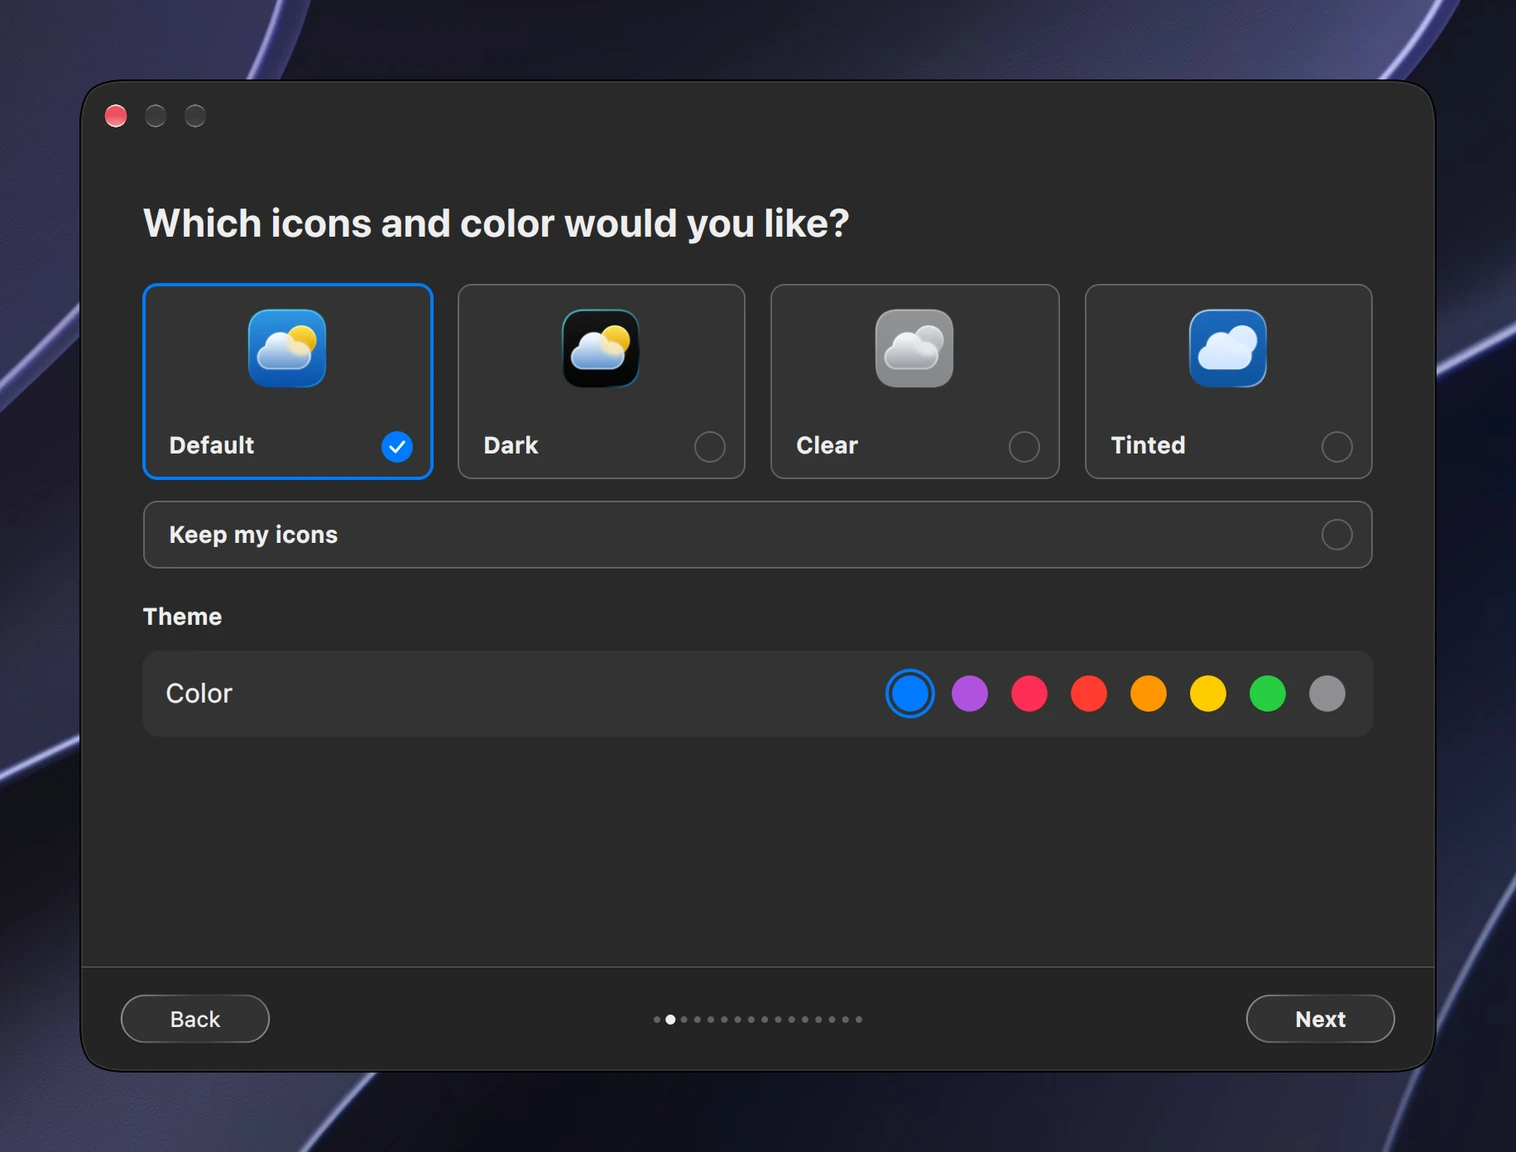 Which icons and color would you like?
Default
Dark
Clear
Tinted
Keep my icons
Theme
Color
Back
Next